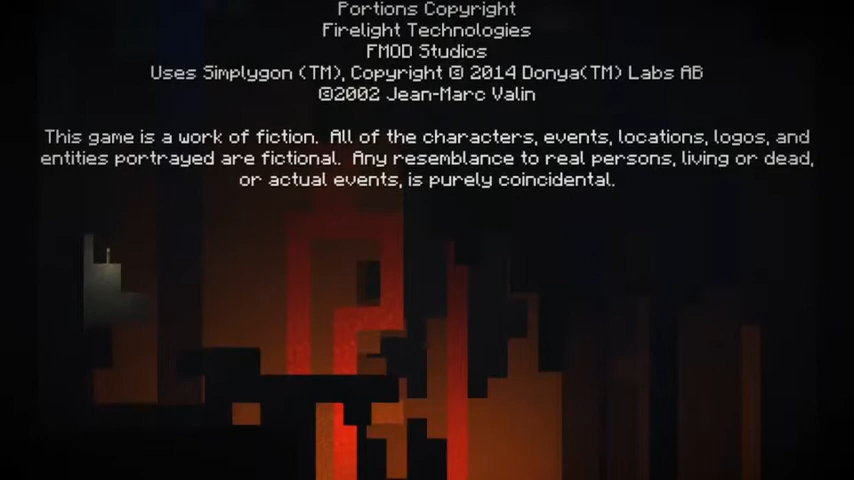 Portions Copyright
Firelight Technologies
FMOD Studios
Uses Simplygon (TM), Copyright © 2014 Donya(TM) Labs AB
©2002 Jean-Marc Valin
This game is a work of fiction. All of the characters, events, locations, logos, and
entities portrayed are fictional. Any resemblance to real persons, living or dead,
or actual events, is purely coincidental.